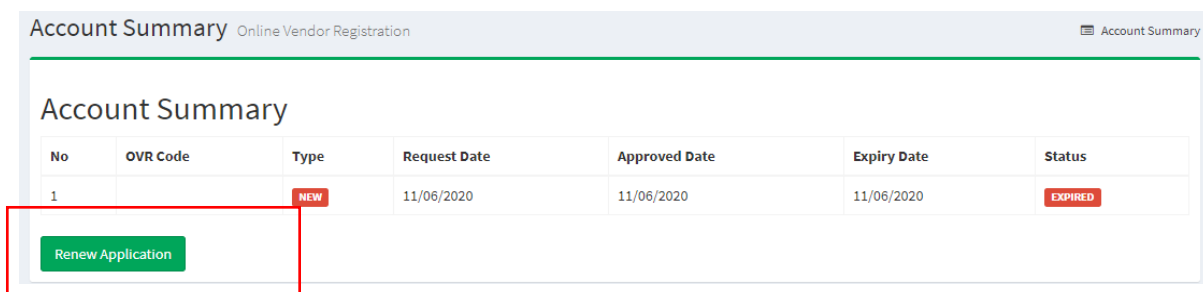 Account Summary Online Vendor Registration Account Summary
Account Summary
No OVR Code Type Request Date Approved Date Expiry Date Status
1 NEW 11/06/2020 11/06/2020 11/06/2020 EXPIRED
Renew Application